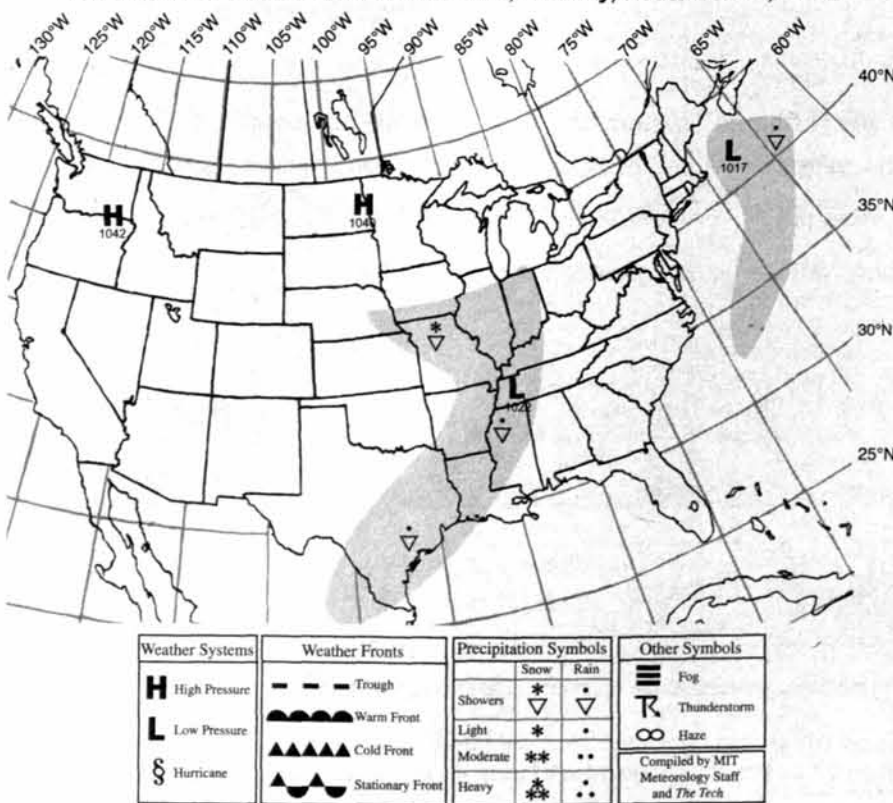 130°W 125°W 120°W 115°W 110°W 105°W 100°W 95°W 90°W 85°W 80°W 75°W 70°W 65°W 60°W
40°N
35°N
30°N
25°N
L
1017
H
1042
H
L
1022
Weather Systems
H High Pressure
L Low Pressure
§ Hurricane
Weather Fronts
Trough
Warm Front
Cold Front
Stationary Front
Precipitation Symbols
Snow Rain
Showers
Light
Moderate
Heavy
Other Symbols
Fog
Thunderstorm
Haze
Compiled by MIT
Meteorology Staff
and The Tech